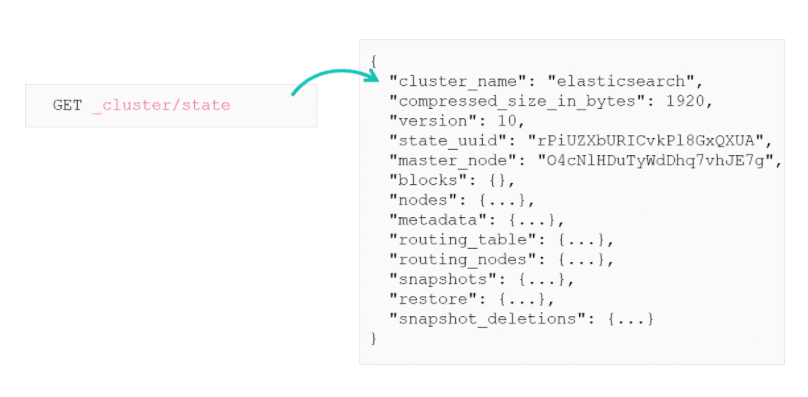 GET _cluster/state
{
"cluster_name": "elasticsearch",
"compressed_size_in_bytes": 1920,
"version": 10,
"state_uuid": "rPiUZXbURICvkPl8GxQXUA",
"master_node": "O4cNlHDuTyWdDhq7vhJE7g",
"blocks": {},
"nodes": {...},
"metadata": {...},
"routing_table": {...},
"routing_nodes": {...},
"snapshots": {...},
"restore": {...},
"snapshot_deletions": {...}
}